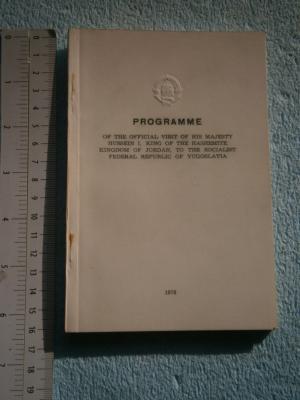 PROGRAMME
OF THE OFFICIAL VISIT OF HIS MAJESTY
HUSSEIN I, KING OF THE HASHEMITE
KINGDOM OF JORDAN, TO THE SOCIALIST
FEDERAL REPUBLIC OF YUGOSLAVIA